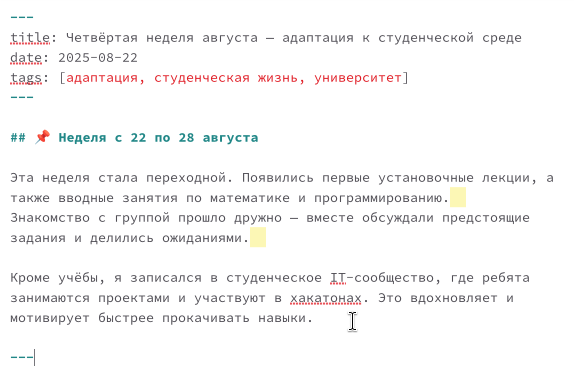 ---
title: Четвёртая неделя августа — адаптация к студенческой среде
date: 2025-08-22
tags: [адаптация, студенческая жизнь, университет]
---
## 📌 Неделя с 22 по 28 августа
Эта неделя стала переходной. Появились первые установочные лекции, а
также вводные занятия по математике и программированию.
Знакомство с группой прошло дружно — вместе обсуждали предстоящие
задания и делились ожиданиями.
Кроме учёбы, я записался в студенческое IT-сообщество, где ребята
занимаются проектами и участвуют в хакатонах. Это вдохновляет и
мотивирует быстрее прокачивать навыки.
---